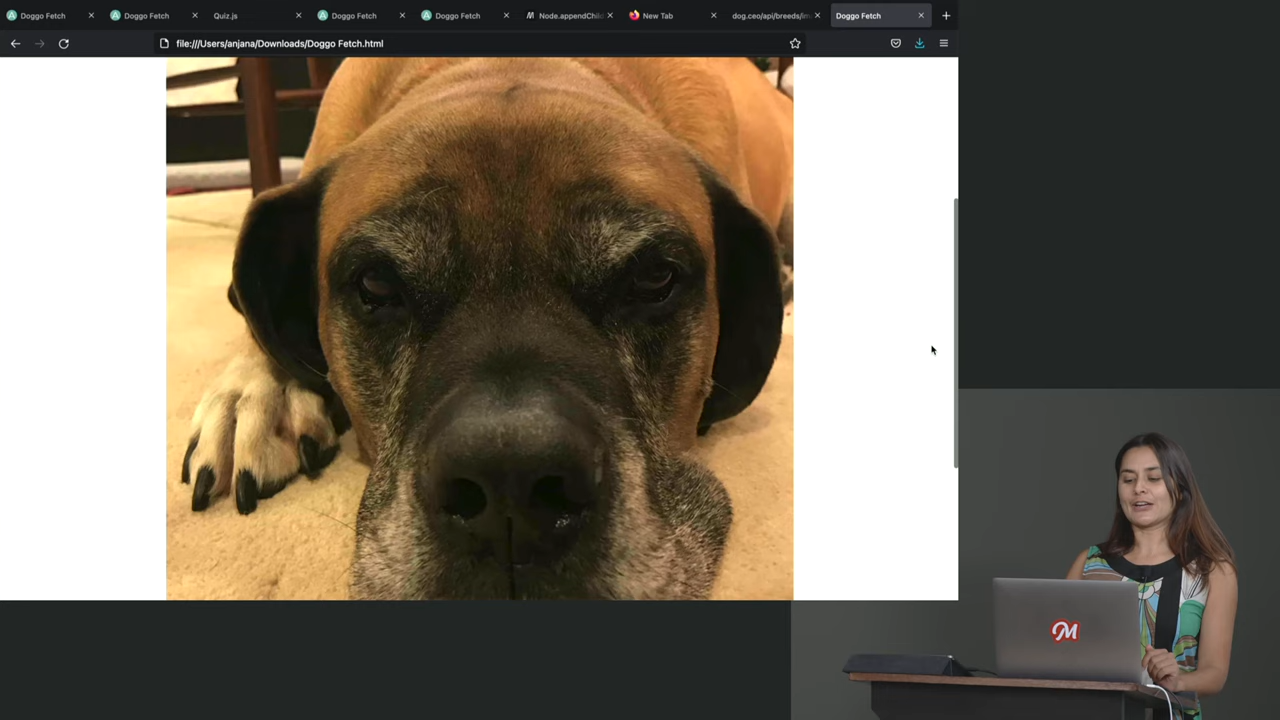 Doggo Fetch
Doggo Fetch
Quiz.js
Doggo Fetch
Doggo Fetch
Node.appendChil
New Tab
dog.ceo/api/breeds/im
Doggo Fetch
file:///Users/anjana/Downloads/Doggo Fetch.html
M